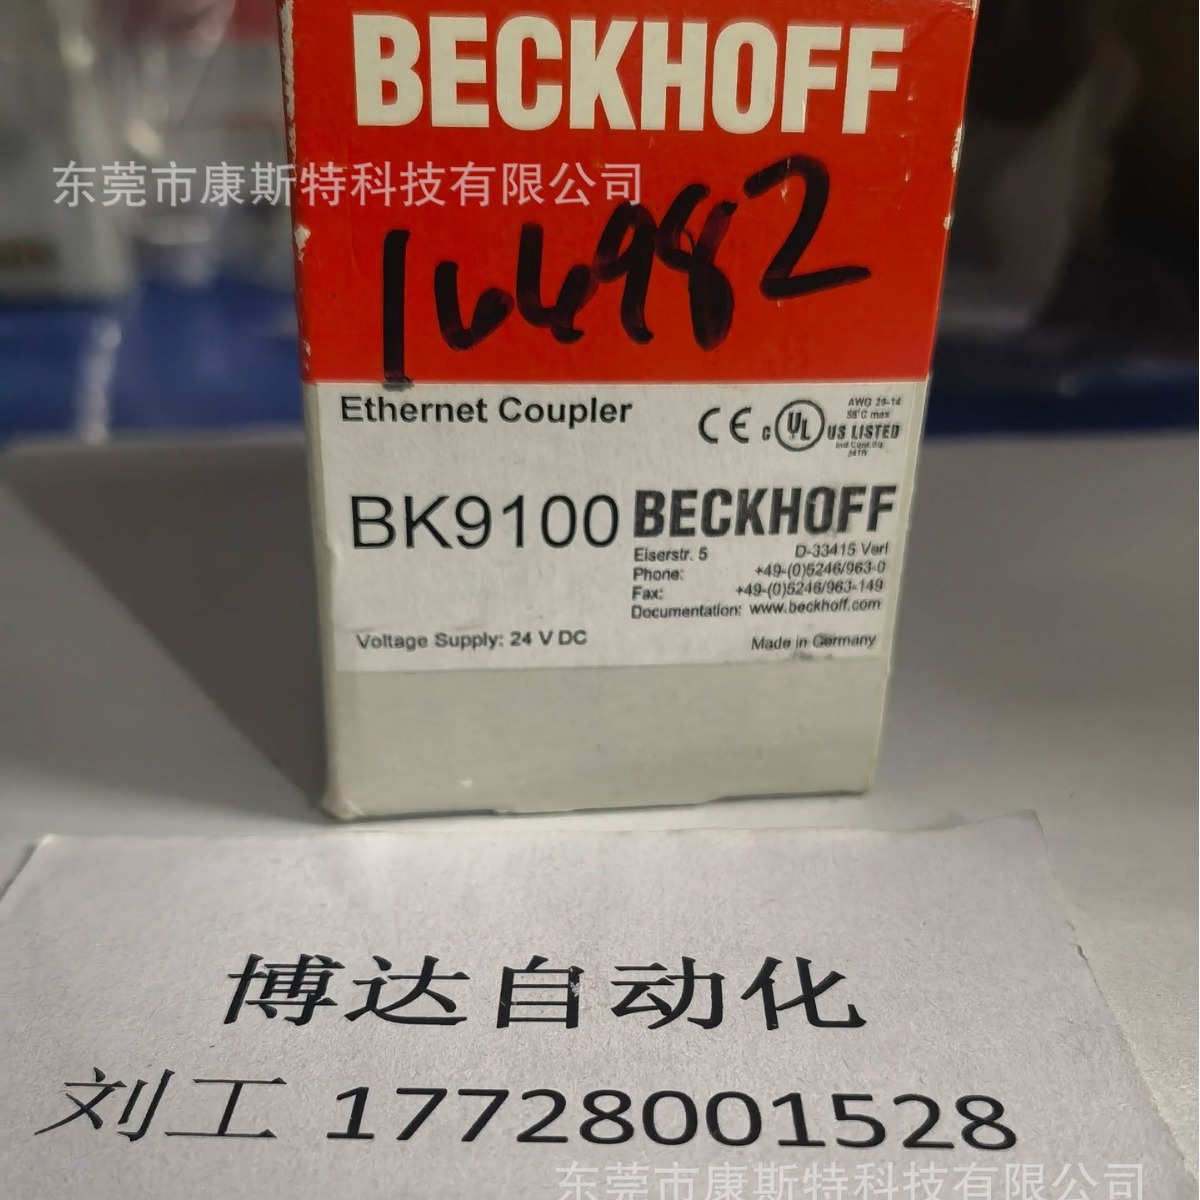 BECKHOFF
东莞市康斯特科技有限公司
166982
Ethernet Coupler
CE
c UL US LISTED
AWG 28-14
55°C max
BK9100
BECKHOFF
Eiserstr. 5 D-33415 Verl
Phone: +49-(0)5246/963-0
Fax: +49-(0)5246/963-149
Documentation: www.beckhoff.com
Voltage Supply: 24 V DC
Made in Germany
博达自动化
刘工 17728001528
东莞市康斯特科技有限公司